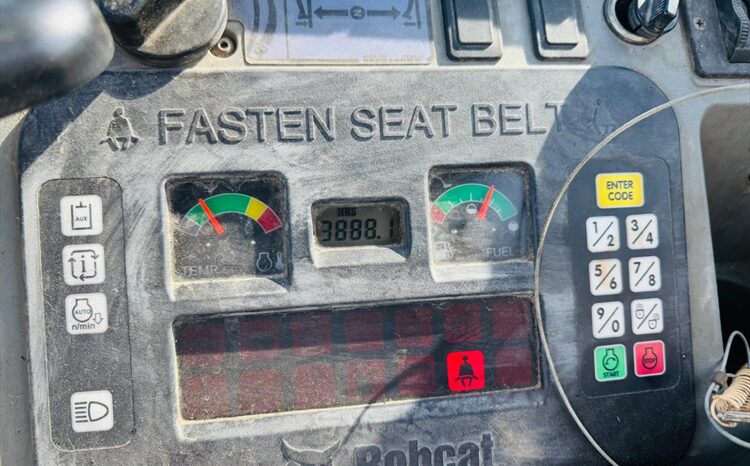 FASTEN SEAT BELT
AUX
i
AUTO
n/min
TEMP
HRS
3888.1
FUEL
ENTER
CODE
1/2 3/4
5/6 7/8
9/0
START STOP
Bobcat